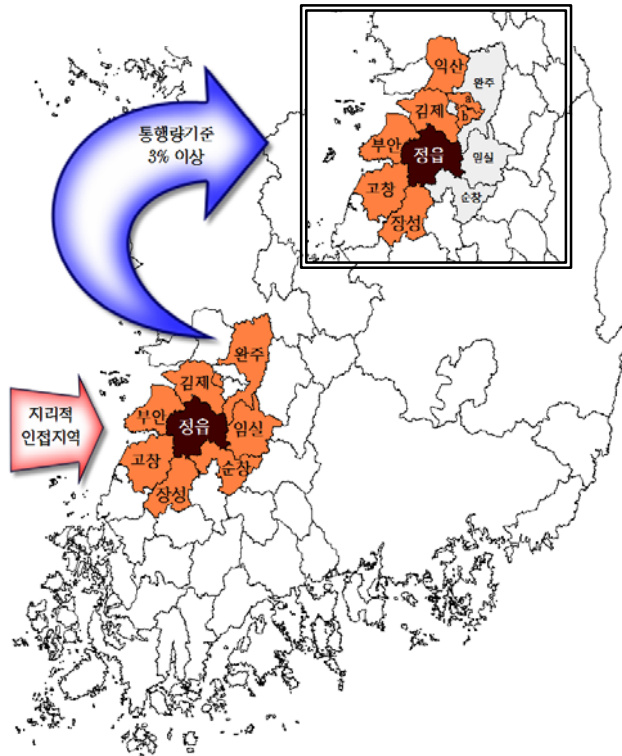 익산
완주
a
김제
b
부안
정읍
임실
고창
순창
장성
통행량기준
3% 이상
완주
김제
부안
정읍
임실
고창
순창
장성
지리적
인접지역